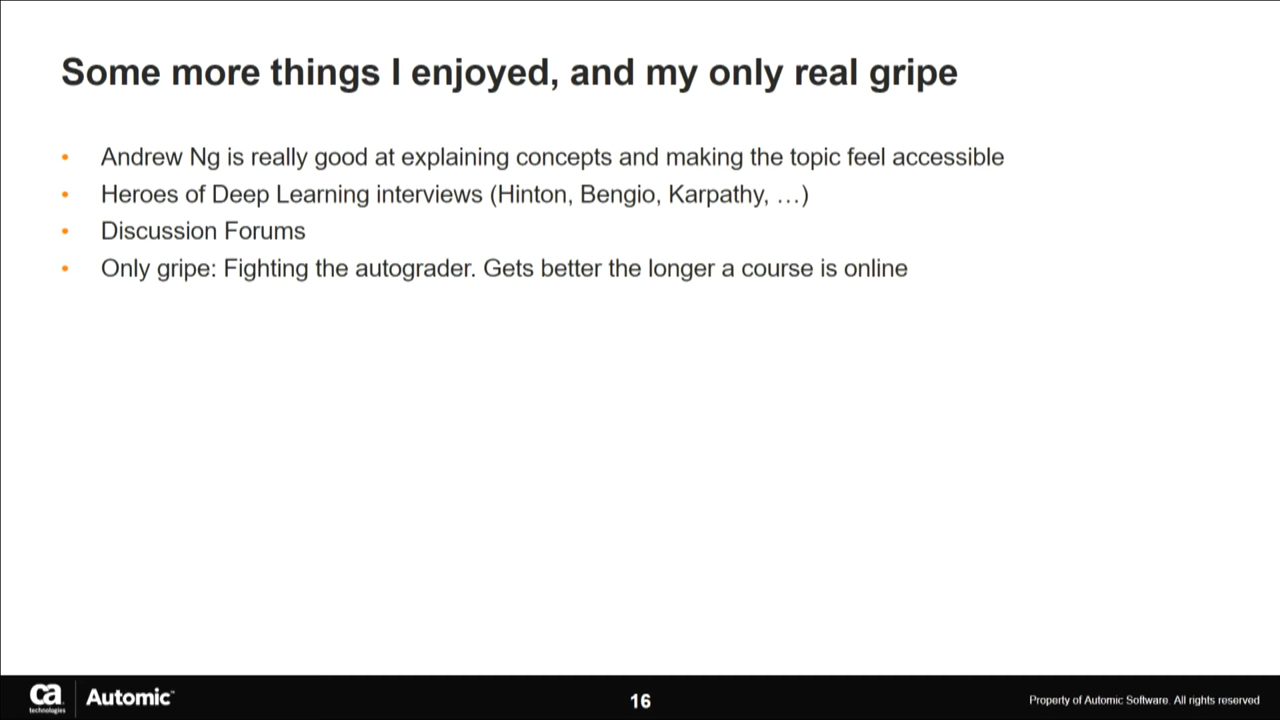 Some more things I enjoyed, and my only real gripe
• Andrew Ng is really good at explaining concepts and making the topic feel accessible
• Heroes of Deep Learning interviews (Hinton, Bengio, Karpathy, …)
• Discussion Forums
• Only gripe: Fighting the autograder. Gets better the longer a course is online
ca
technologies
Automic™
16
Property of Automic Software. All rights reserved